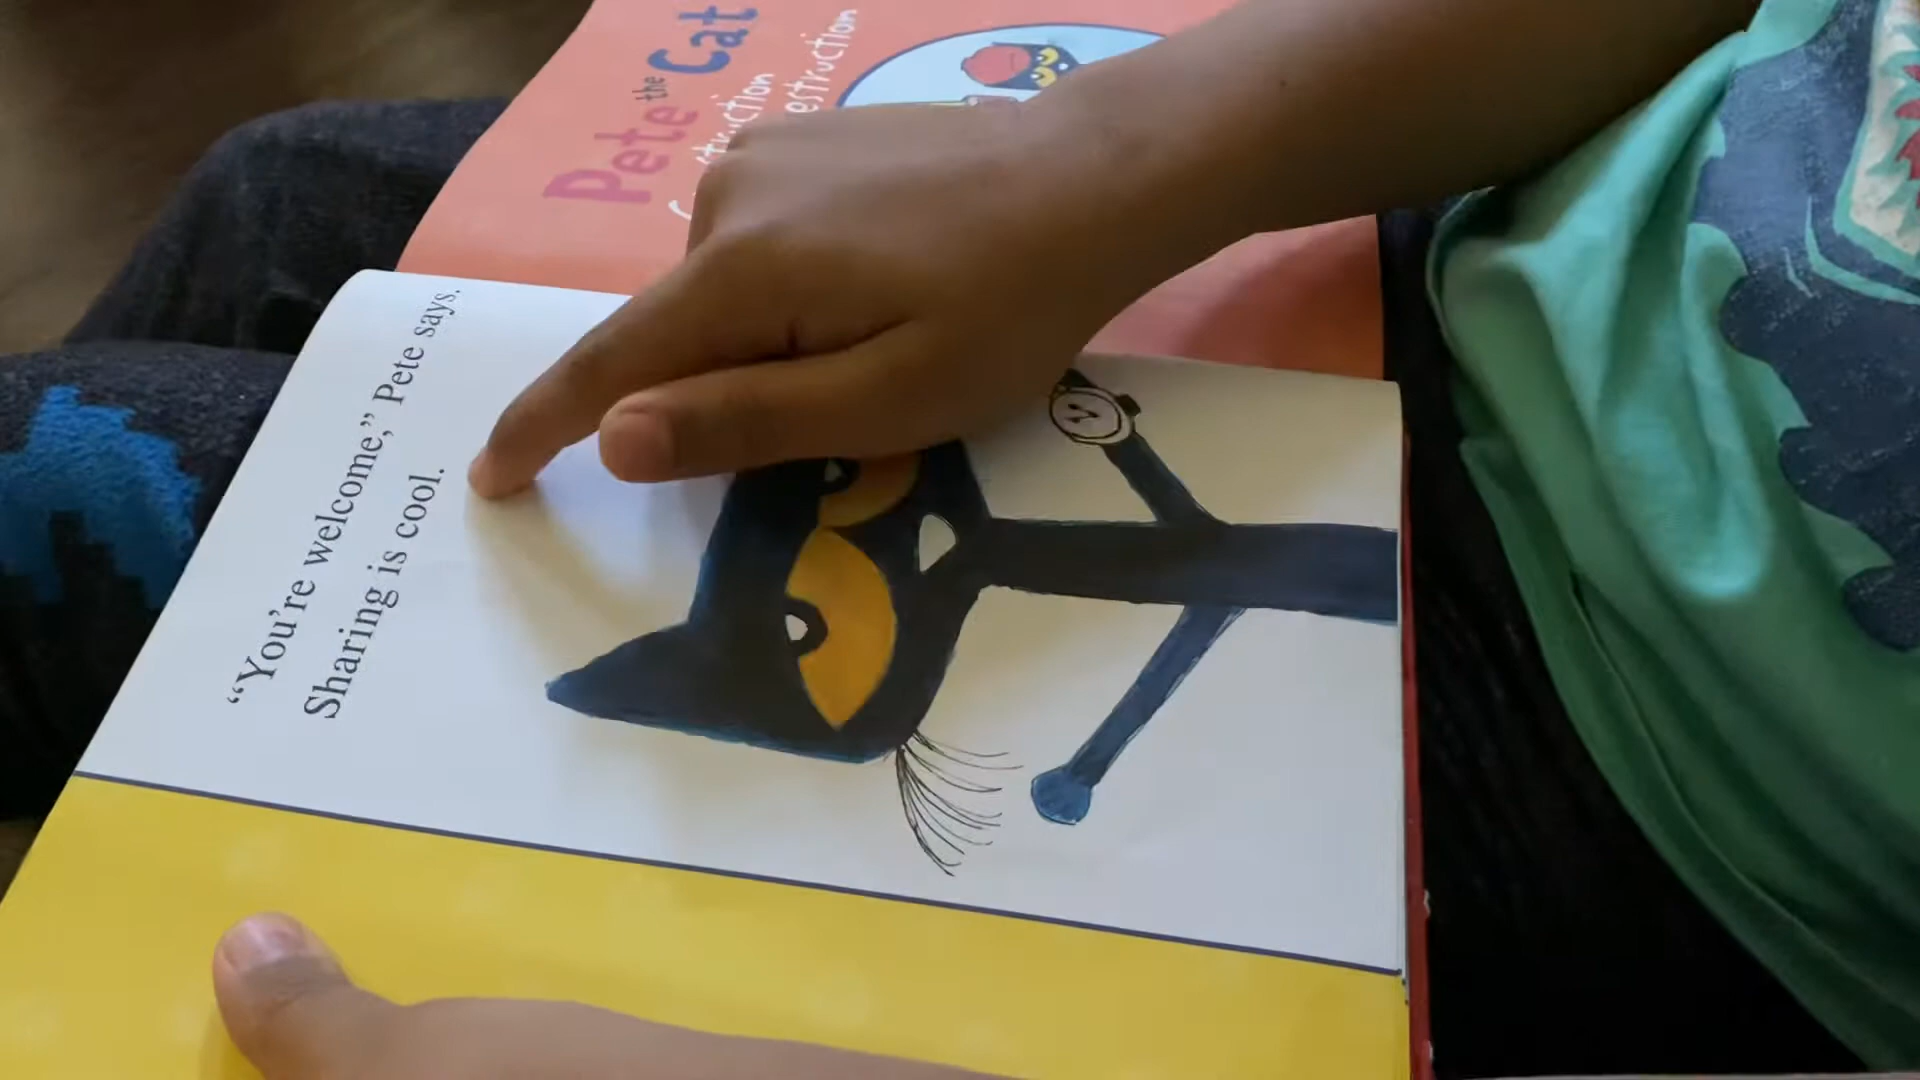 “You’re welcome,” Pete says.
Sharing is cool.
Pete the Cat